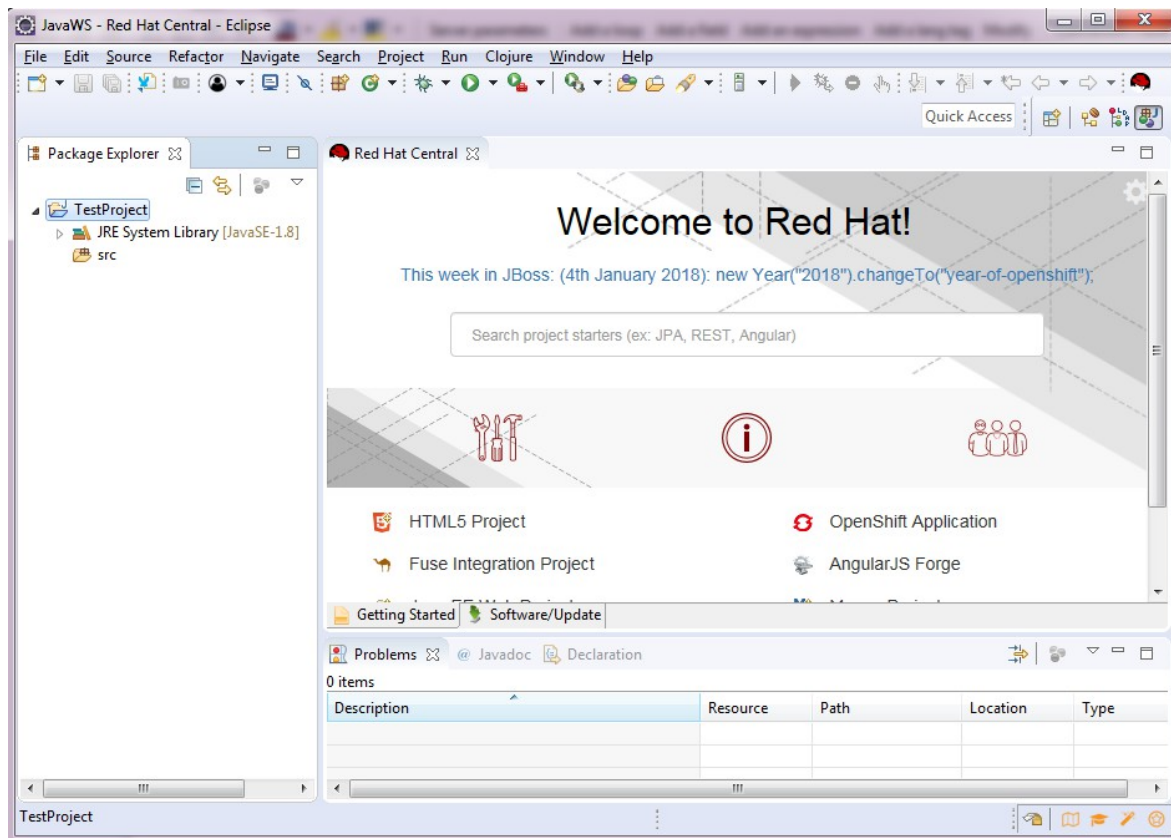 JavaWS - Red Hat Central - Eclipse
File Edit Source Refactor Navigate Search Project Run Clojure Window Help
Quick Access
Package Explorer
Red Hat Central
TestProject
JRE System Library [JavaSE-1.8]
src
Welcome to Red Hat!
This week in JBoss: (4th January 2018): new Year("2018").changeTo("year-of-openshift");
Search project starters (ex: JPA, REST, Angular)
HTML5 Project
OpenShift Application
Fuse Integration Project
AngularJS Forge
Getting Started Software/Update
Problems @ Javadoc Declaration
0 items
Description Resource Path Location Type
TestProject